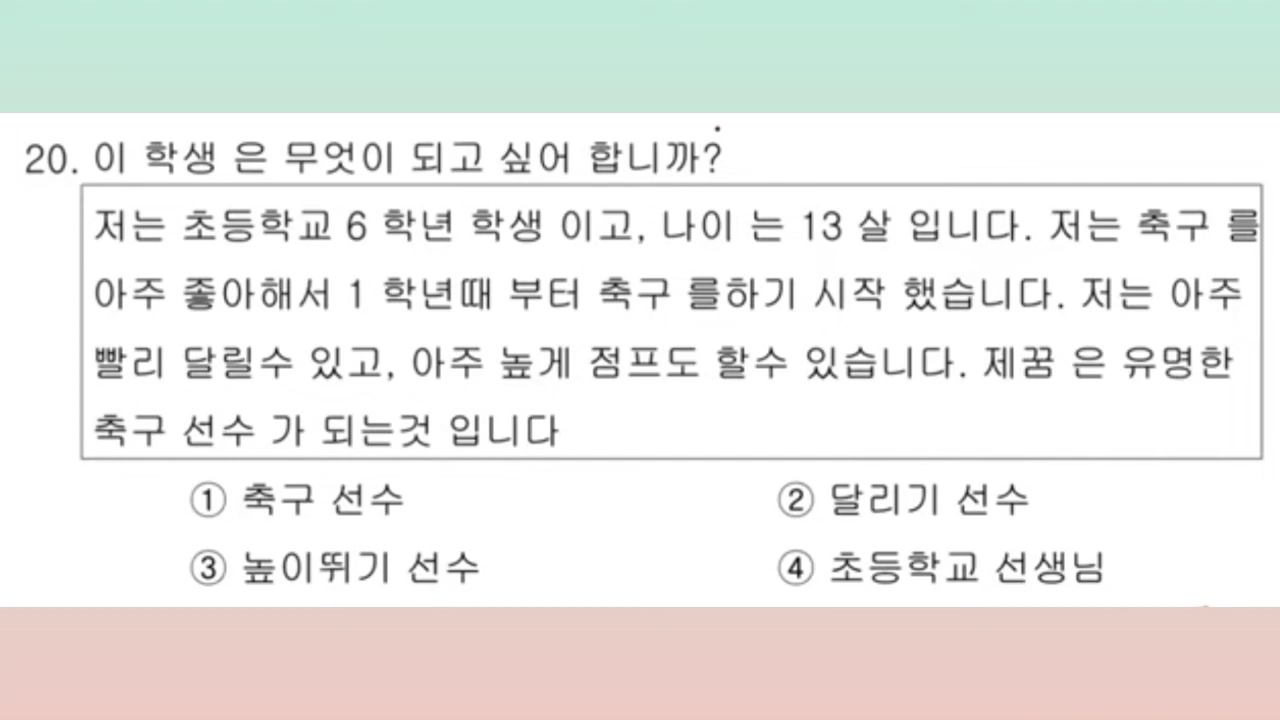 20. 이 학생 은 무엇이 되고 싶어 합니까?
저는 초등학교 6 학년 학생 이고, 나이 는 13 살 입니다. 저는 축구 를
아주 좋아해서 1 학년때 부터 축구 를하기 시작 했습니다. 저는 아주
빨리 달릴수 있고, 아주 높게 점프도 할수 있습니다. 제꿈 은 유명한
축구 선수 가 되는것 입니다
① 축구 선수 ② 달리기 선수
③ 높이뛰기 선수 ④ 초등학교 선생님